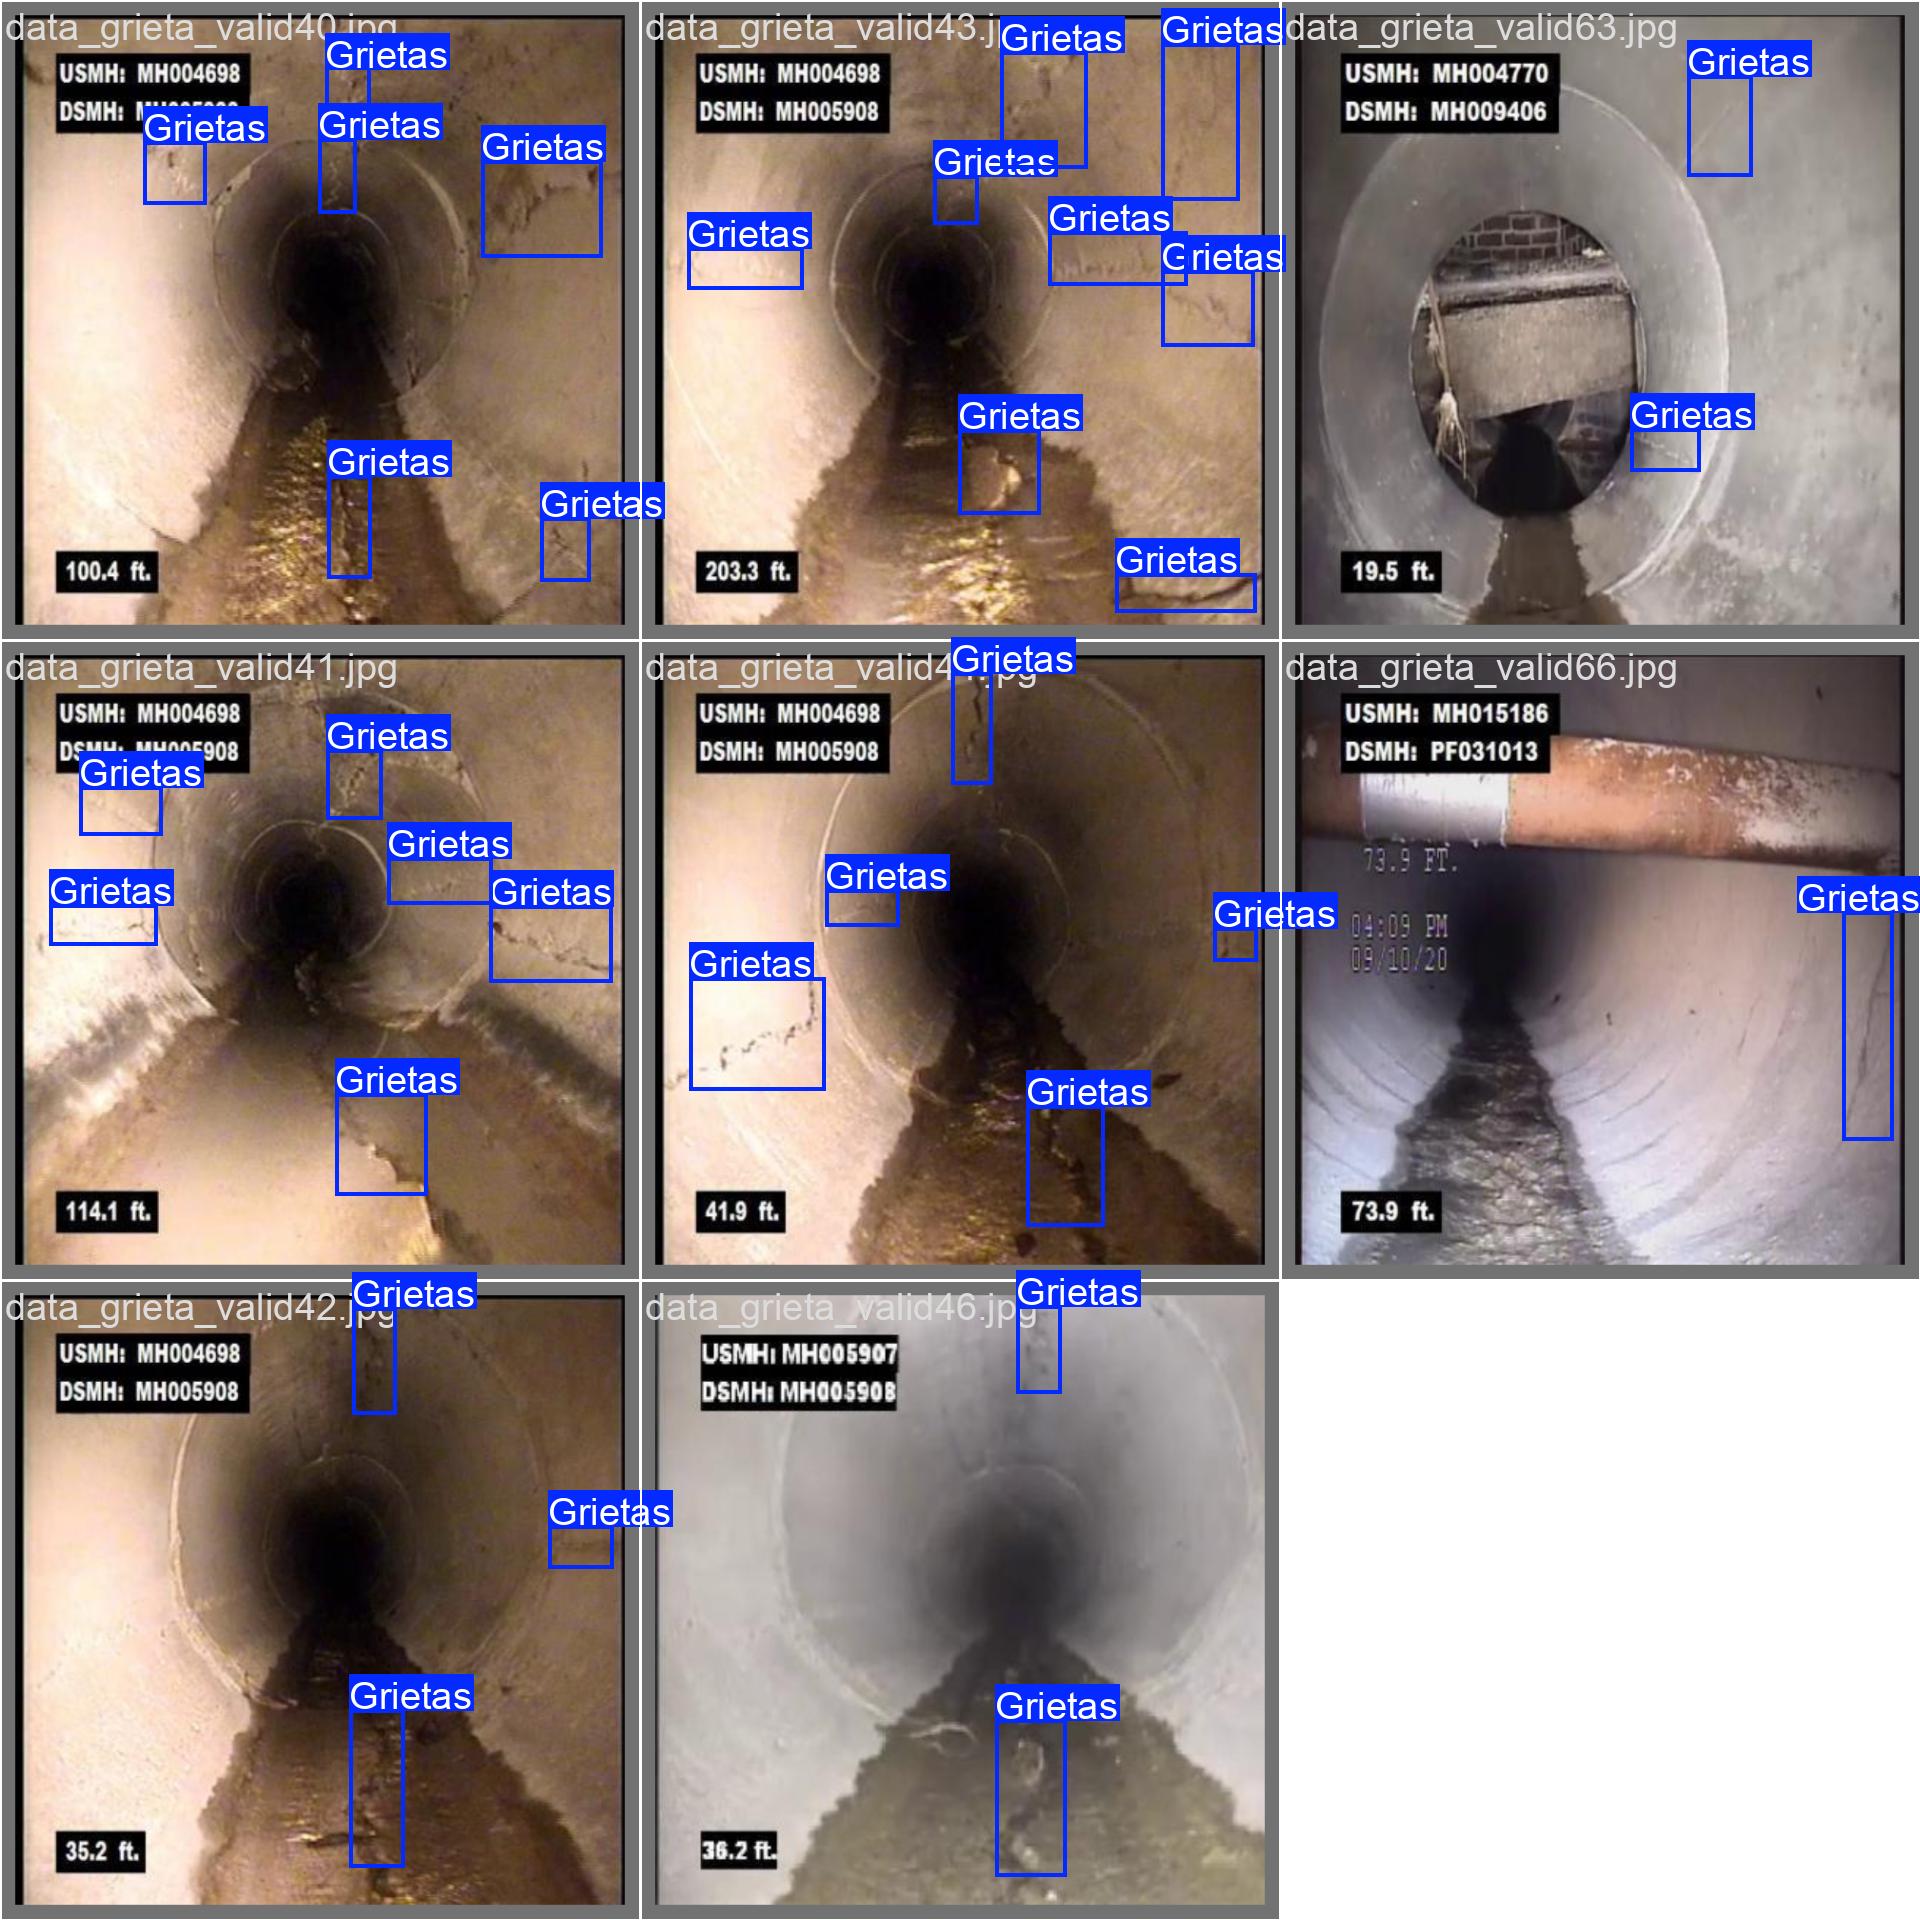 data_grieta_valid40.jpg
Grietas
USMH: MH004698
DSMH:
Grietas
Grietas
Grietas
Grietas
Grietas
100.4 ft.
data_grieta_valid43.j
Grietas
Grietas
USMH: MH004698
DSMH: MH005908
Grietas
Grietas
Grietas
Grietas
Grietas
Grietas
203.3 ft.
data_grieta_valid63.jpg
Grietas
USMH: MH004770
DSMH: MH009406
Grietas
19.5 ft.
data_grieta_valid41.jpg
USMH: MH004698
DSMH: MH005908
Grietas
Grietas
Grietas
Grietas
Grietas
Grietas
114.1 ft.
data_grieta_valid4
Grietas
USMH: MH004698
DSMH: MH005908
Grietas
Grietas
Grietas
Grietas
41.9 ft.
data_grieta_valid66.jpg
USMH: MH015186
DSMH: PF031013
73.9 FT.
Grietas
04:09 PM
09/10/20
73.9 ft.
data_grieta_valid42.jpg
Grietas
USMH: MH004698
DSMH: MH005908
Grietas
Grietas
35.2 ft.
data_grieta_valid46.jpg
Grietas
USMH: MH005907
DSMH: MH005908
Grietas
36.2 ft.